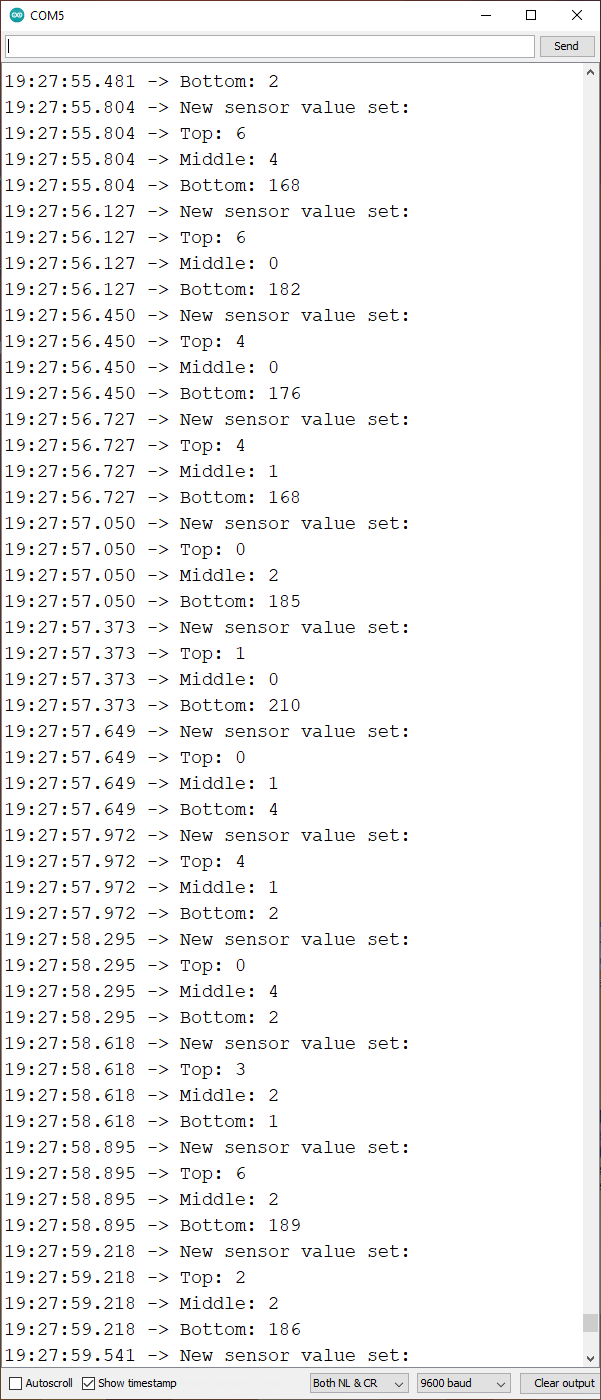 COM5
Send
19:27:55.481 -> Bottom: 2
19:27:55.804 -> New sensor value set:
19:27:55.804 -> Top: 6
19:27:55.804 -> Middle: 4
19:27:55.804 -> Bottom: 168
19:27:56.127 -> New sensor value set:
19:27:56.127 -> Top: 6
19:27:56.127 -> Middle: 0
19:27:56.127 -> Bottom: 182
19:27:56.450 -> New sensor value set:
19:27:56.450 -> Top: 4
19:27:56.450 -> Middle: 0
19:27:56.450 -> Bottom: 176
19:27:56.727 -> New sensor value set:
19:27:56.727 -> Top: 4
19:27:56.727 -> Middle: 1
19:27:56.727 -> Bottom: 168
19:27:57.050 -> New sensor value set:
19:27:57.050 -> Top: 0
19:27:57.050 -> Middle: 2
19:27:57.050 -> Bottom: 185
19:27:57.373 -> New sensor value set:
19:27:57.373 -> Top: 1
19:27:57.373 -> Middle: 0
19:27:57.373 -> Bottom: 210
19:27:57.649 -> New sensor value set:
19:27:57.649 -> Top: 0
19:27:57.649 -> Middle: 1
19:27:57.649 -> Bottom: 4
19:27:57.972 -> New sensor value set:
19:27:57.972 -> Top: 4
19:27:57.972 -> Middle: 1
19:27:57.972 -> Bottom: 2
19:27:58.295 -> New sensor value set:
19:27:58.295 -> Top: 0
19:27:58.295 -> Middle: 4
19:27:58.295 -> Bottom: 2
19:27:58.618 -> New sensor value set:
19:27:58.618 -> Top: 3
19:27:58.618 -> Middle: 2
19:27:58.618 -> Bottom: 1
19:27:58.895 -> New sensor value set:
19:27:58.895 -> Top: 6
19:27:58.895 -> Middle: 2
19:27:58.895 -> Bottom: 189
19:27:59.218 -> New sensor value set:
19:27:59.218 -> Top: 2
19:27:59.218 -> Middle: 2
19:27:59.218 -> Bottom: 186
19:27:59.541 -> New sensor value set:
Autoscroll Show timestamp Both NL & CR 9600 baud Clear output